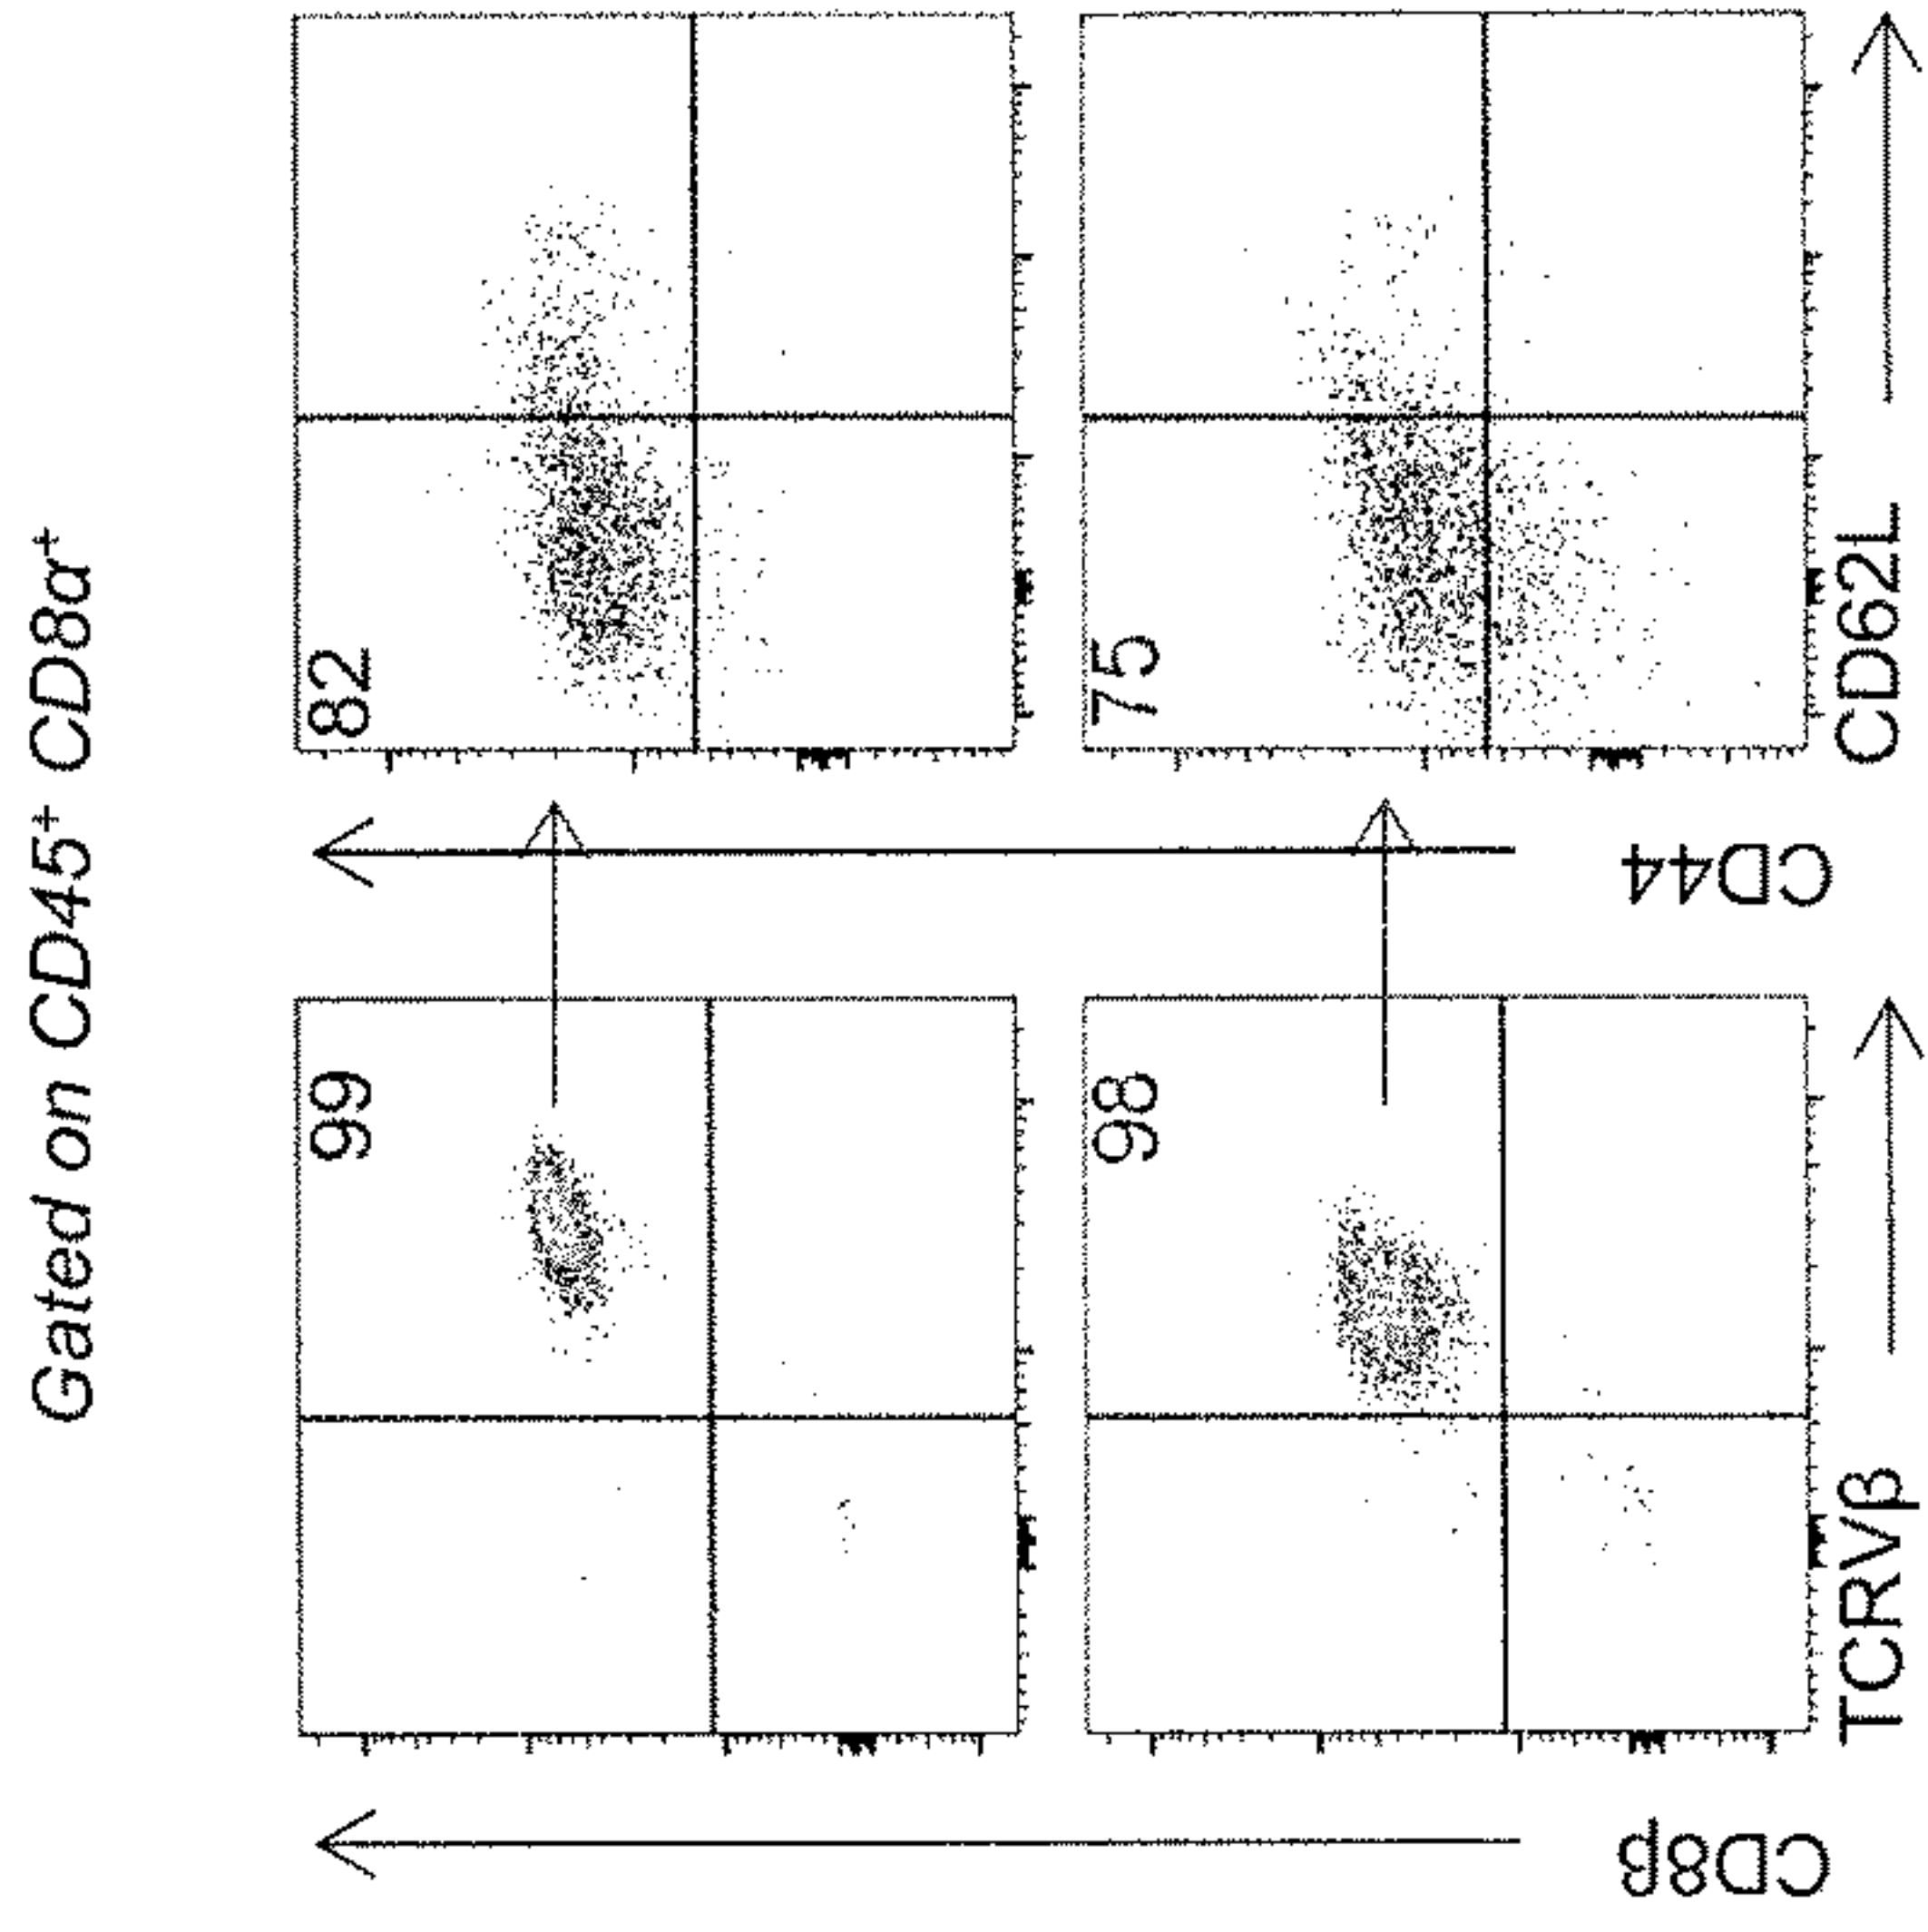 Gated on CD45⁺ CD8α⁺
99
82
98
75
CD8β
TCRVβ
CD44
CD62L